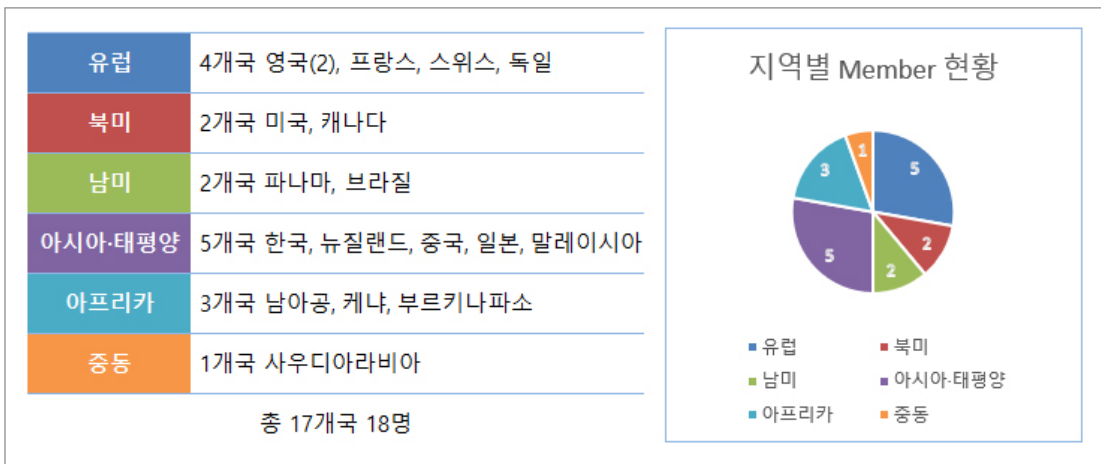 유럽 4개국 영국(2), 프랑스, 스위스, 독일
북미 2개국 미국, 캐나다
남미 2개국 파나마, 브라질
아시아·태평양 5개국 한국, 뉴질랜드, 중국, 일본, 말레이시아
아프리카 3개국 남아공, 케냐, 부르키나파소
중동 1개국 사우디아라비아
총 17개국 18명
지역별 Member 현황
1
5
3
2
5
2
유럽 북미
남미 아시아·태평양
아프리카 중동